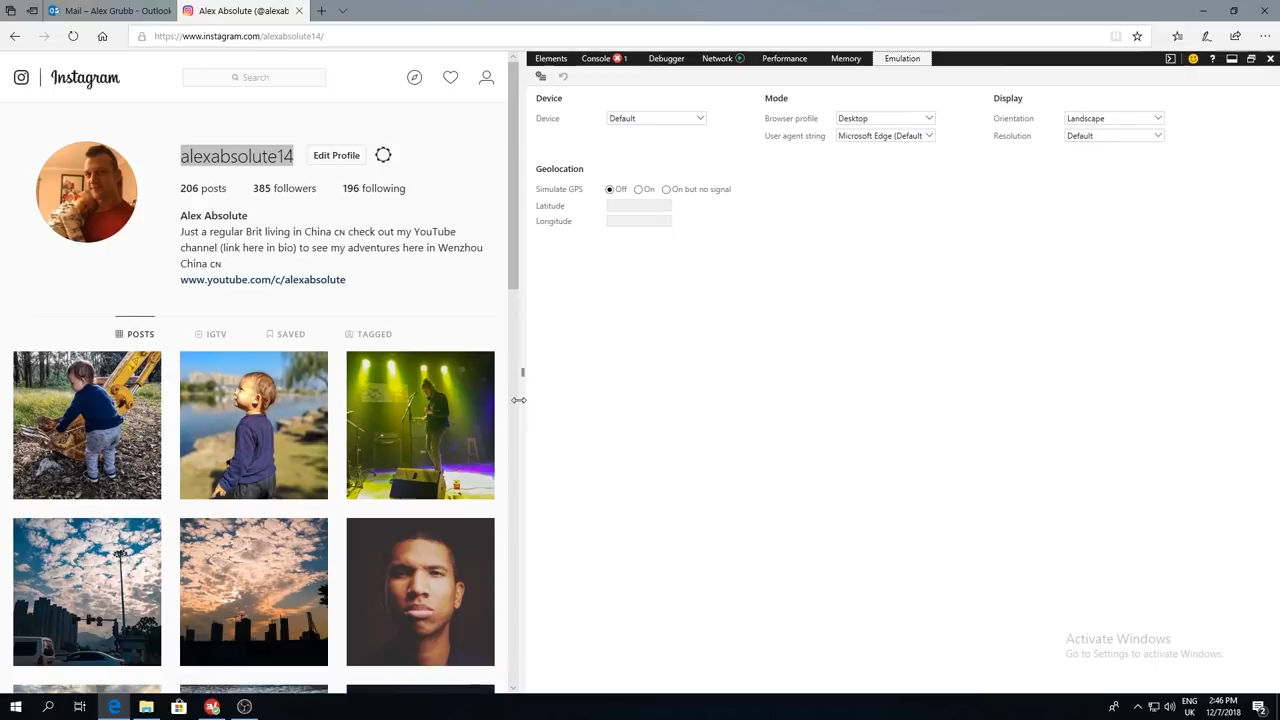 Mail – Alex Grubb – Outlook
Alex Absolute (@alexab
https://www.instagram.com/alexabsolute14/
Instagram
Search
alexabsolute14
Edit Profile
206 posts
385 followers
196 following
Alex Absolute
Just a regular Brit living in China CN check out my YouTube
channel (link here in bio) to see my adventures here in Wenzhou
China CN
www.youtube.com/c/alexabsolute
POSTS
IGTV
SAVED
TAGGED
Elements
Console
1
Debugger
Network
Performance
Memory
Emulation
Device
Device
Default
Mode
Browser profile
Desktop
User agent string
Microsoft Edge (Default
Display
Orientation
Landscape
Resolution
Default
Geolocation
Simulate GPS
Off
On
On but no signal
Latitude
Longitude
Activate Windows
Go to Settings to activate Windows.
ENG
UK
2:46 PM
12/7/2018
2